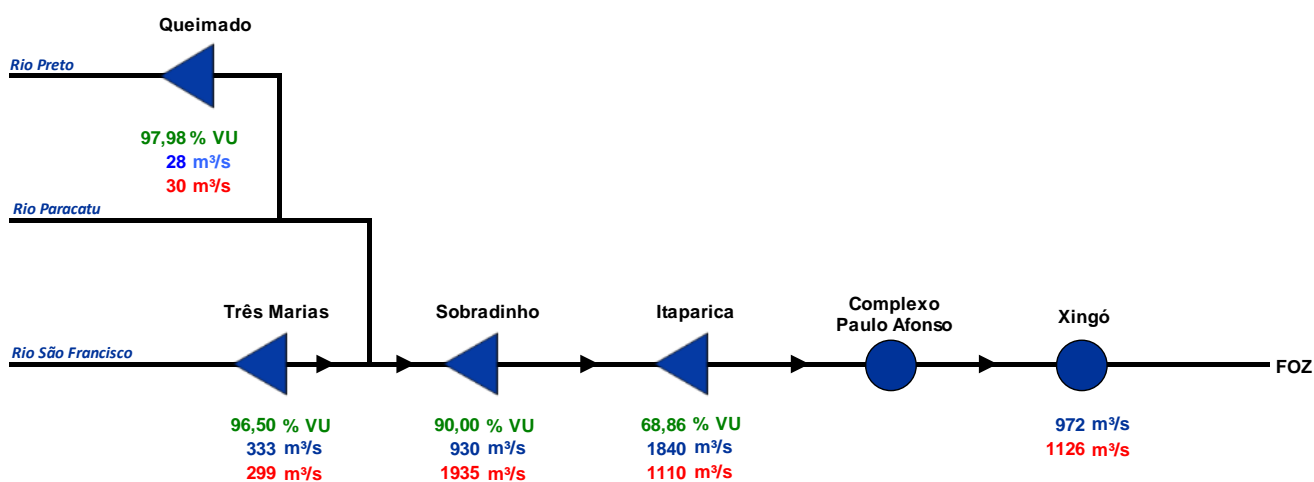 Queimado
Rio Preto
97,98 % VU
28 m³/s
30 m³/s
Rio Paracatu
Três Marias
Sobradinho
Itaparica
Complexo
Paulo Afonso
Xingó
Rio São Francisco
FOZ
96,50 % VU
333 m³/s
299 m³/s
90,00 % VU
930 m³/s
1935 m³/s
68,86 % VU
1840 m³/s
1110 m³/s
972 m³/s
1126 m³/s